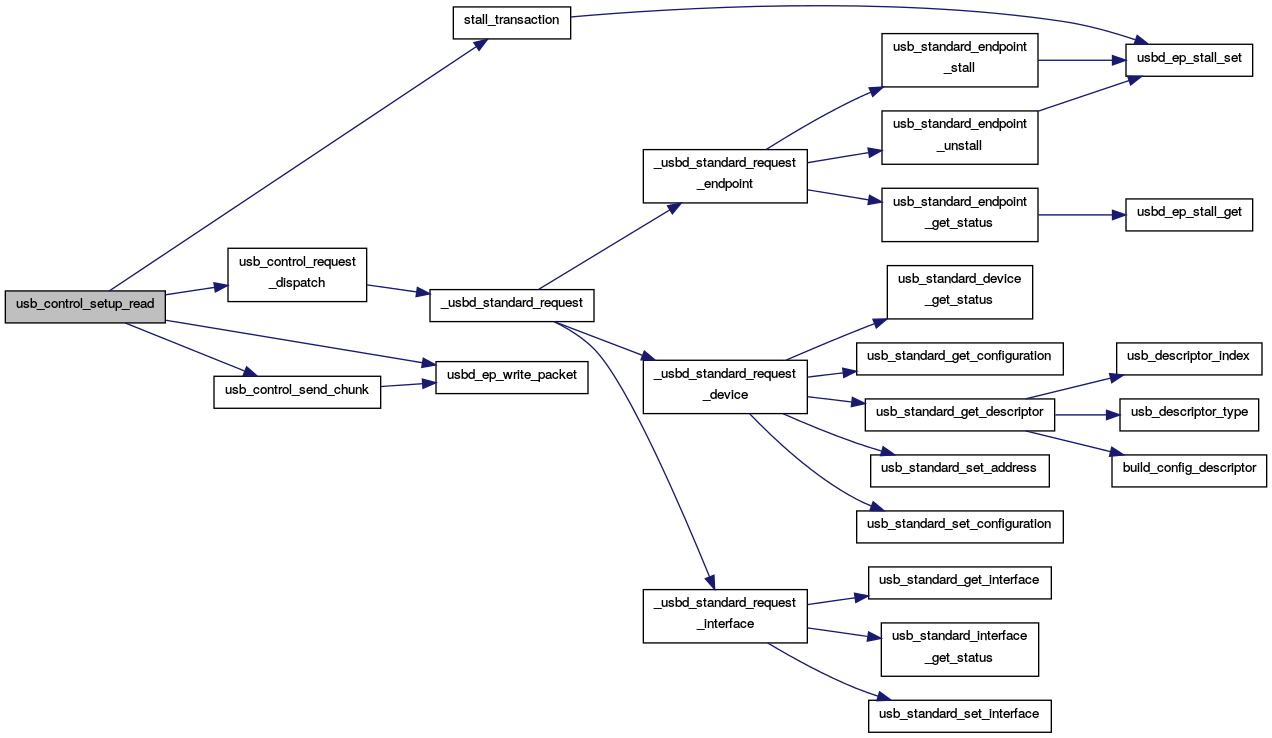 stall_transaction
usb_standard_endpoint
_stall
usbd_ep_stall_set
usb_standard_endpoint
_unstall
_usbd_standard_request
_endpoint
usb_standard_endpoint
_get_status
usbd_ep_stall_get
usb_control_request
_dispatch
usb_standard_device
_get_status
usb_control_setup_read
_usbd_standard_request
usb_standard_get_configuration
usb_descriptor_index
usb_control_send_chunk
usbd_ep_write_packet
_usbd_standard_request
_device
usb_standard_get_descriptor
usb_descriptor_type
usb_standard_set_address
build_config_descriptor
usb_standard_set_configuration
usb_standard_get_interface
_usbd_standard_request
_interface
usb_standard_interface
_get_status
usb_standard_set_interface